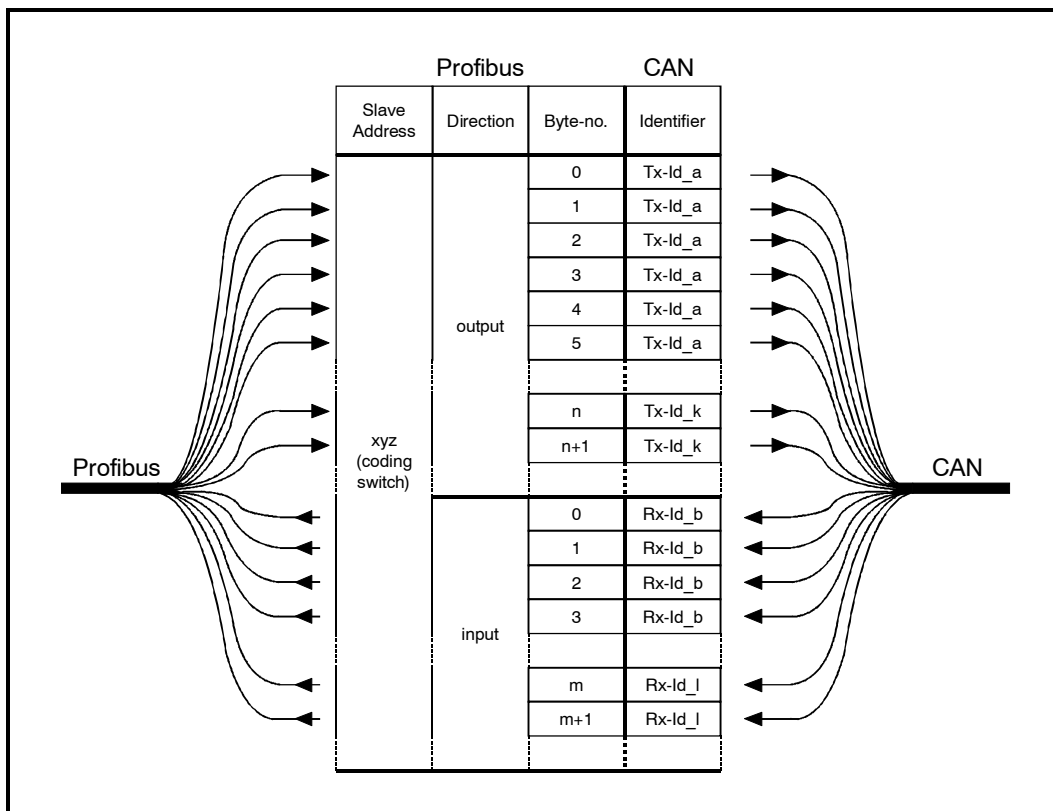 Profibus CAN
Slave Address Direction Byte-no. Identifier
0 Tx-Id_a
1 Tx-Id_a
2 Tx-Id_a
3 Tx-Id_a
4 Tx-Id_a
output
5 Tx-Id_a
n Tx-Id_k
xyz
(coding
switch)
n+1 Tx-Id_k
Profibus
CAN
0 Rx-Id_b
1 Rx-Id_b
2 Rx-Id_b
3 Rx-Id_b
input
m Rx-Id_l
m+1 Rx-Id_l